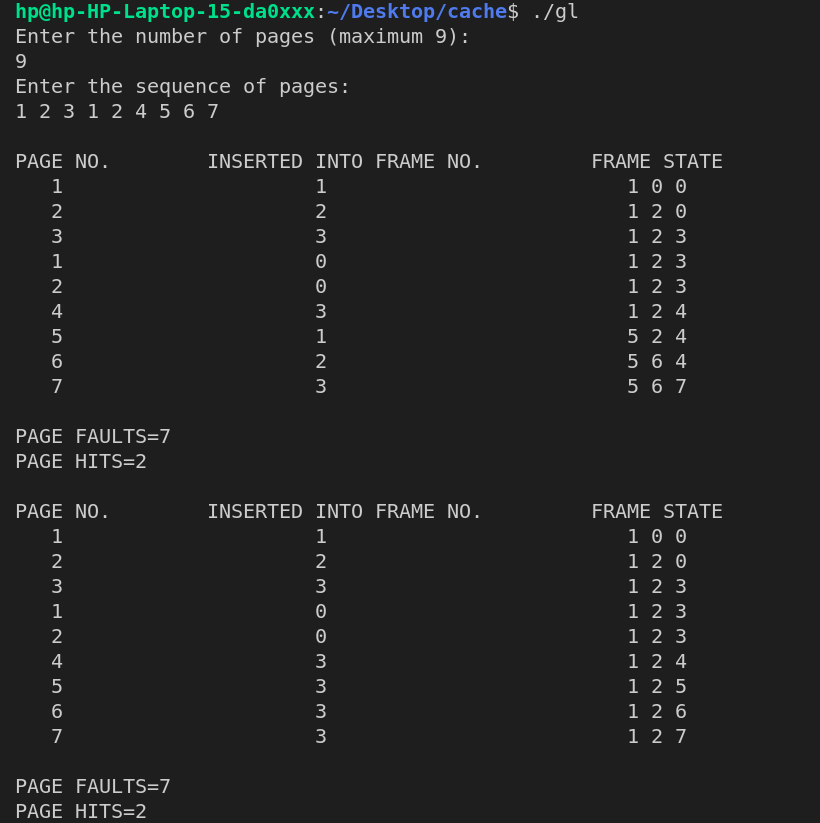 hp@hp-HP-Laptop-15-da0xxx:~/Desktop/cache$ ./gl
Enter the number of pages (maximum 9):
9
Enter the sequence of pages:
1 2 3 1 2 4 5 6 7
PAGE NO. INSERTED INTO FRAME NO. FRAME STATE
1 1 1 0 0
2 2 1 2 0
3 3 1 2 3
1 0 1 2 3
2 0 1 2 3
4 3 1 2 4
5 1 5 2 4
6 2 5 6 4
7 3 5 6 7
PAGE FAULTS=7
PAGE HITS=2
PAGE NO. INSERTED INTO FRAME NO. FRAME STATE
1 1 1 0 0
2 2 1 2 0
3 3 1 2 3
1 0 1 2 3
2 0 1 2 3
4 3 1 2 4
5 3 1 2 5
6 3 1 2 6
7 3 1 2 7
PAGE FAULTS=7
PAGE HITS=2